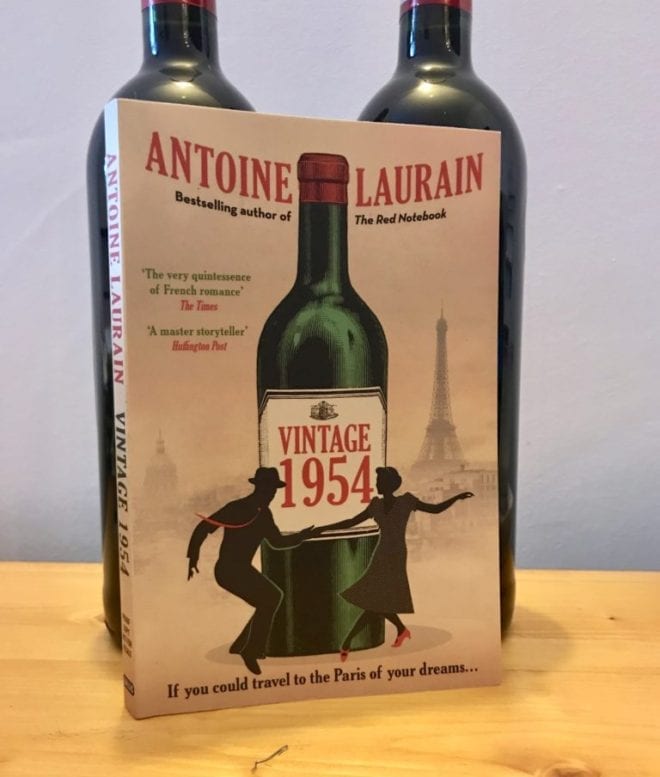 ANTOINE LAURAIN
Bestselling author of The Red Notebook
'The very quintessence
of French romance'
The Times
'A master storyteller'
Huffington Post
VINTAGE
1954
If you could travel to the Paris of your dreams...
ANTOINE LAURAIN VINTAGE 1954